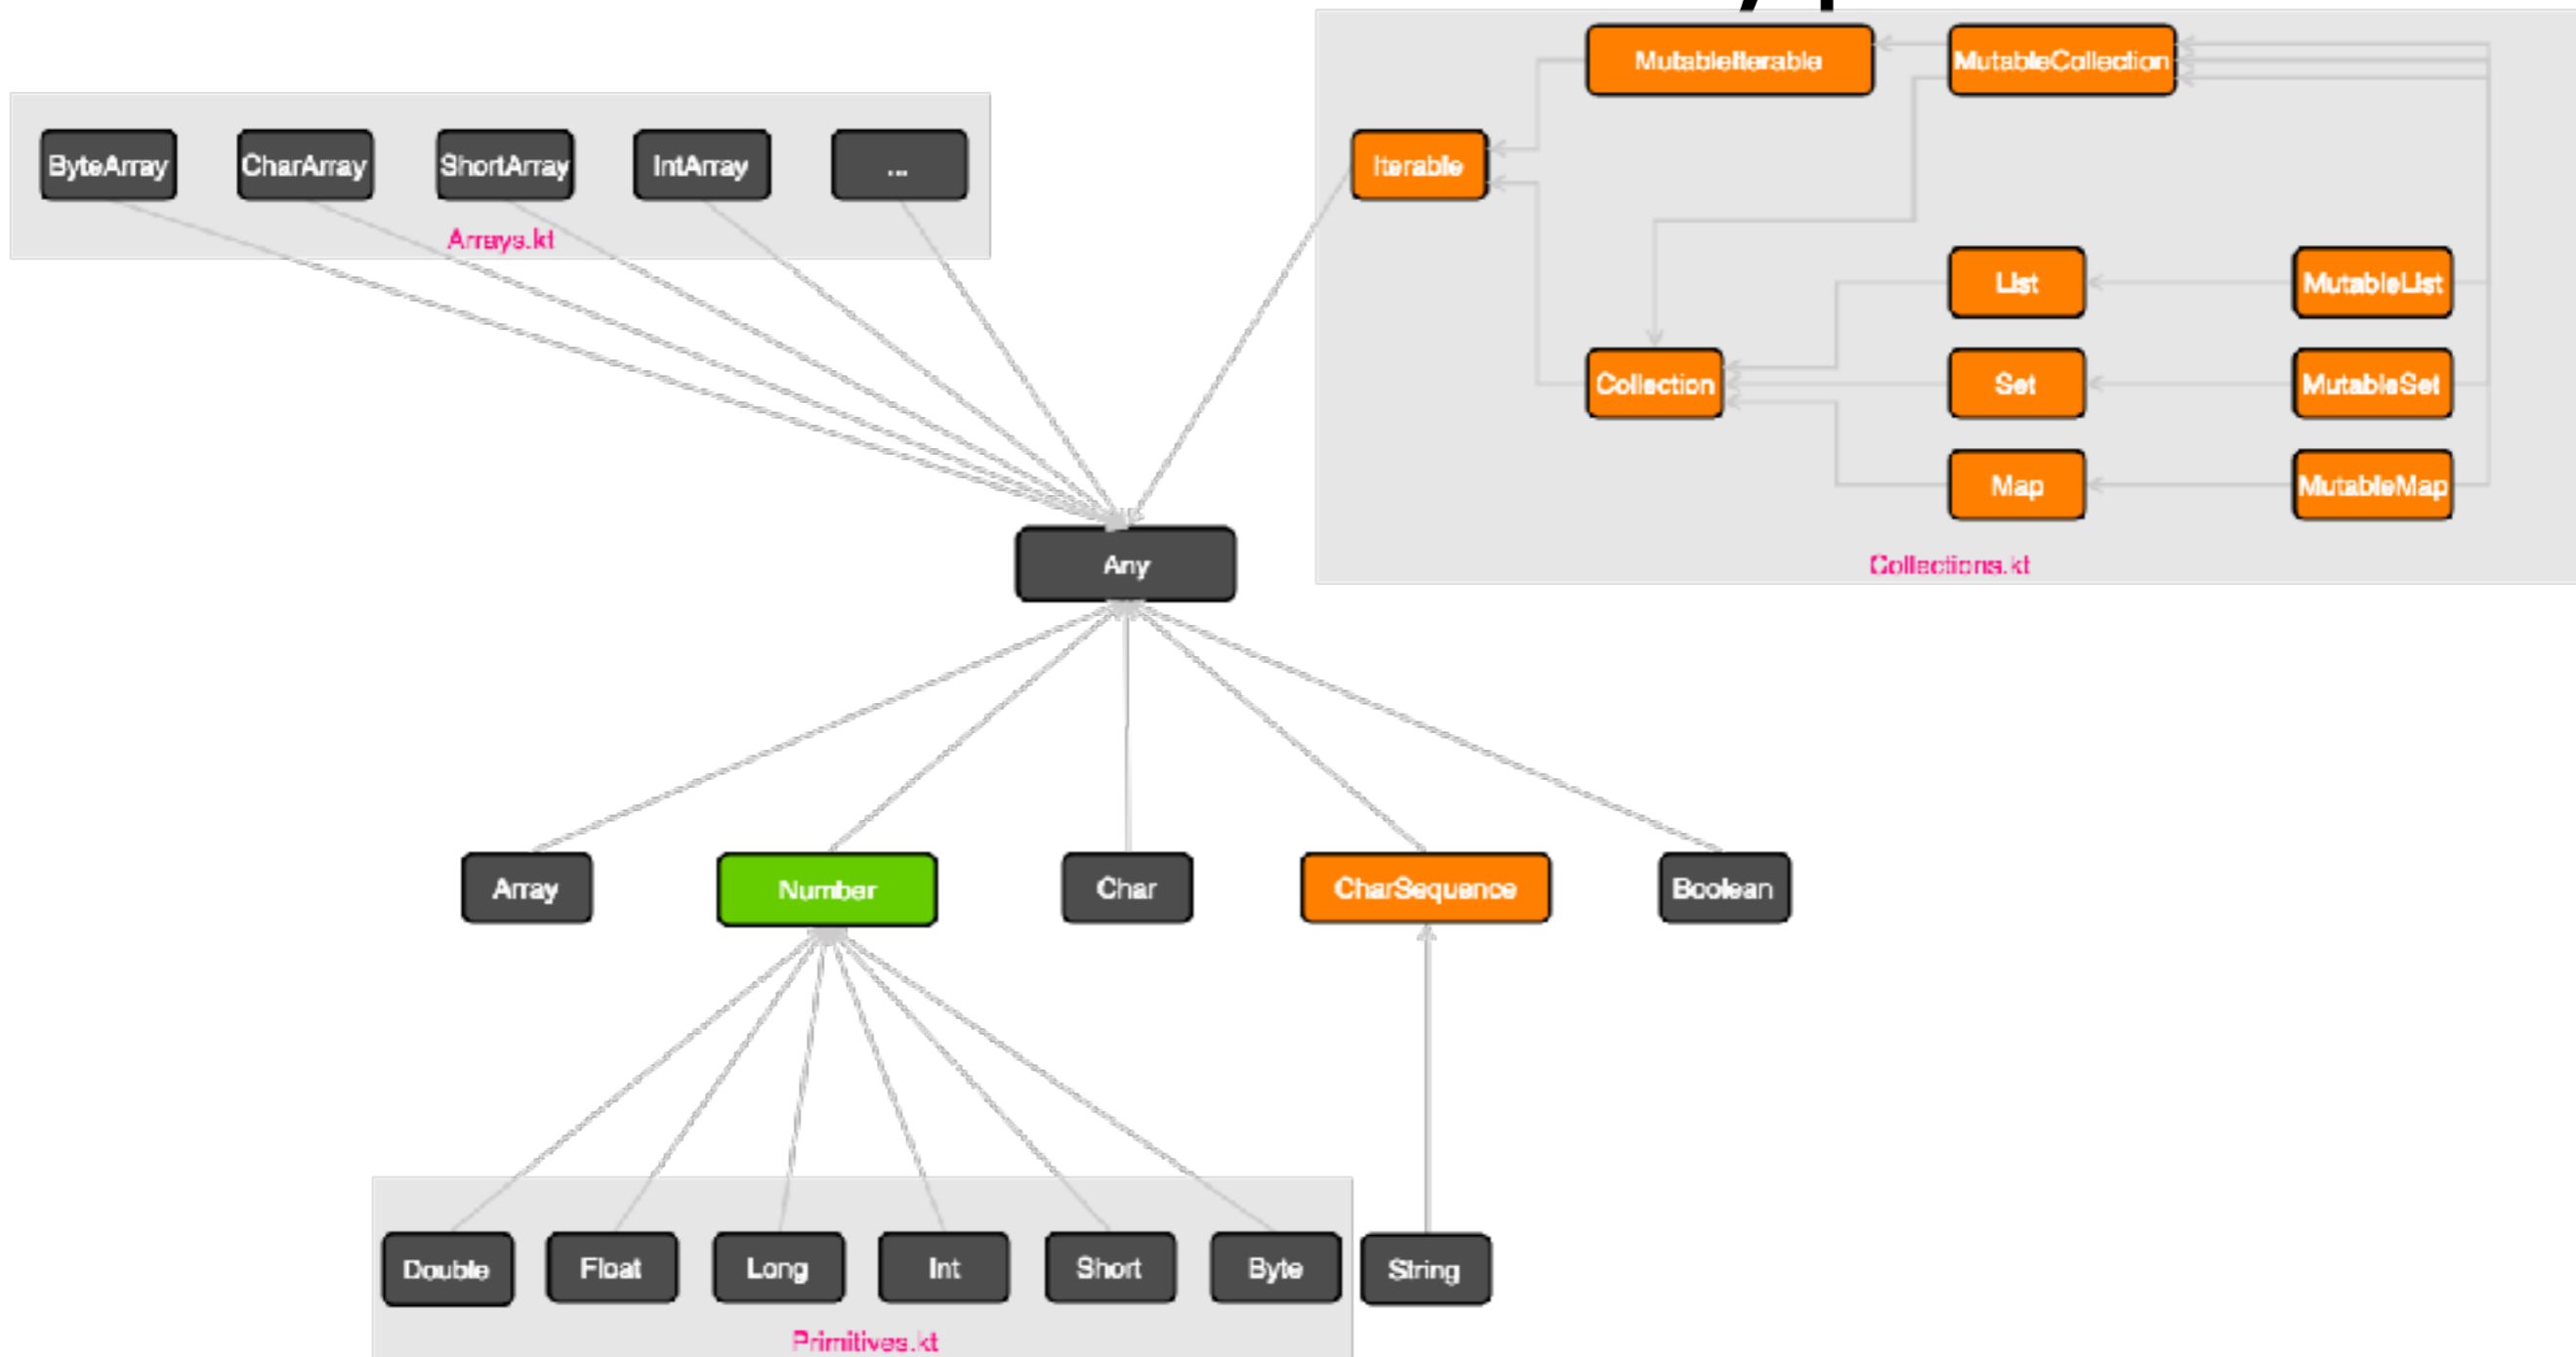 MutableIterable
MutableCollection
ByteArray
CharArray
ShortArray
IntArray
...
Iterable
Arrays.kt
List
MutableList
Collection
Set
MutableSet
Map
MutableMap
Any
Collections.kt
Array
Number
Char
CharSequence
Boolean
Double
Float
Long
Int
Short
Byte
String
Primitives.kt